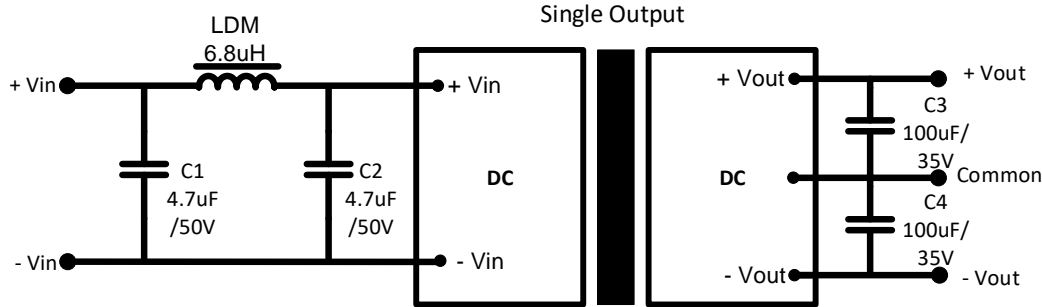 Single Output
LDM
6.8uH
+ Vin
+ Vin
C1
4.7uF
/50V
C2
4.7uF
/50V
DC
- Vin
- Vin
+ Vout
+ Vout
C3
100uF/
35V
DC
Common
C4
100uF/
35V
- Vout
- Vout